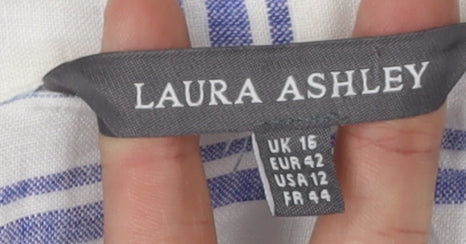 LAURA ASHLEY
UK 16
EUR 42
USA 12
FR 44